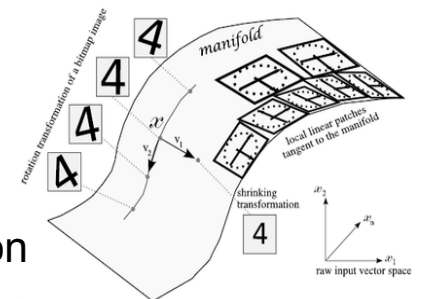 rotation transformation of a bitmap image
4
4
4
4
manifold
x
v₁
v₂
local linear patches
tangent to the manifold
shrinking
transformation
4
on
x₂
xₙ
x₁
raw input vector space